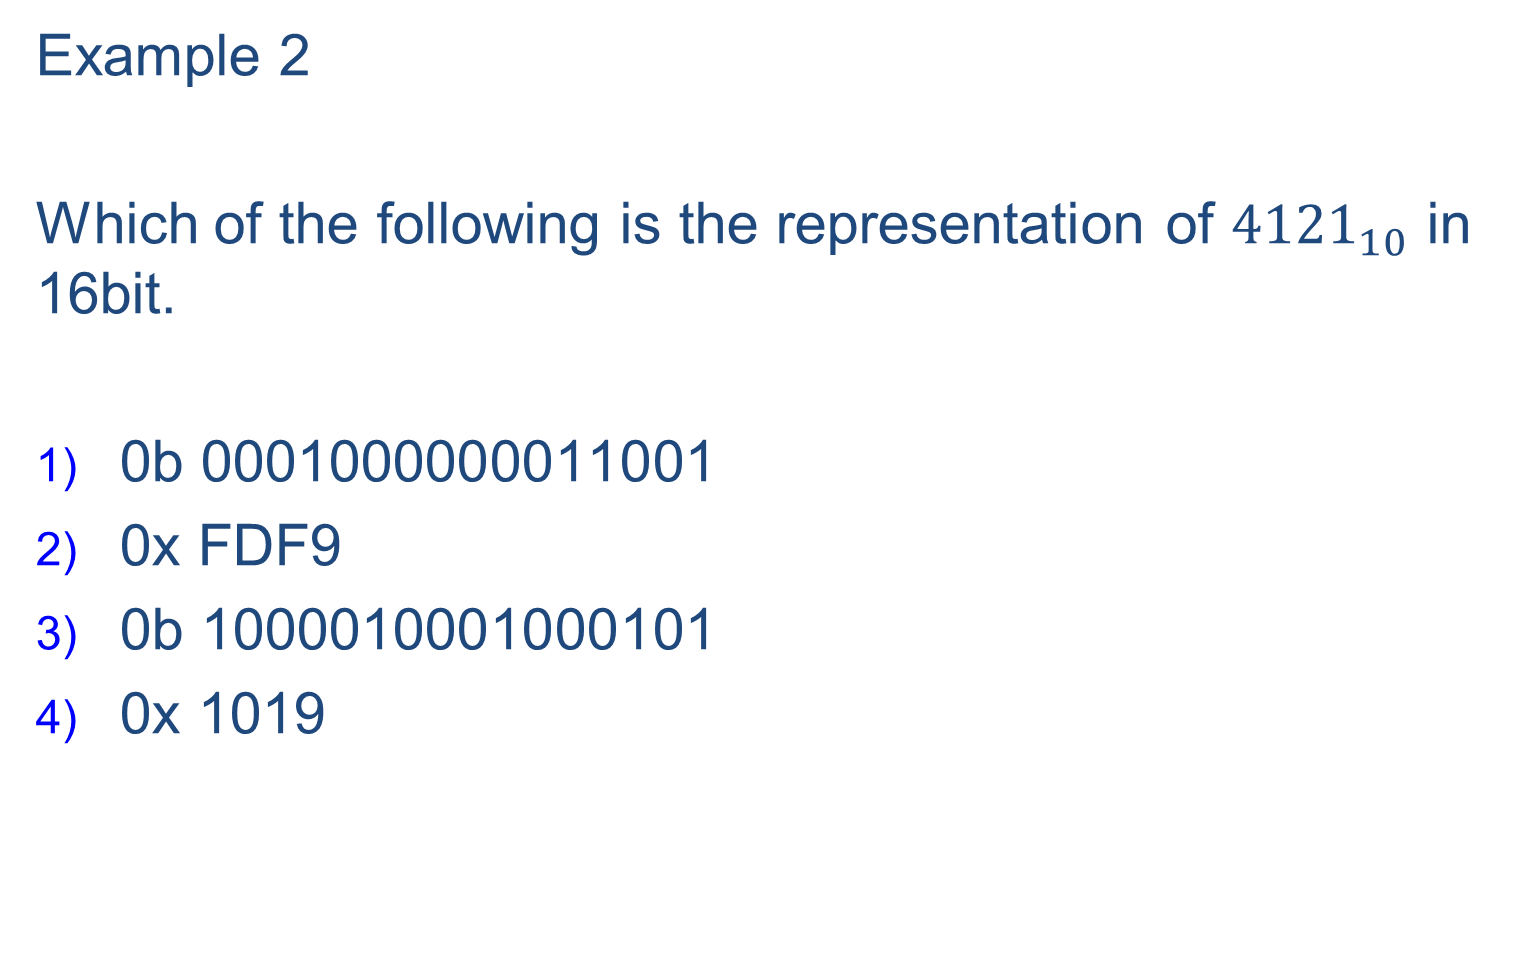 Example 2
Which of the following is the representation of 4121₁₀ in
16bit.
1) 0b 0001000000011001
2) 0x FDF9
3) 0b 1000010001000101
4) 0x 1019